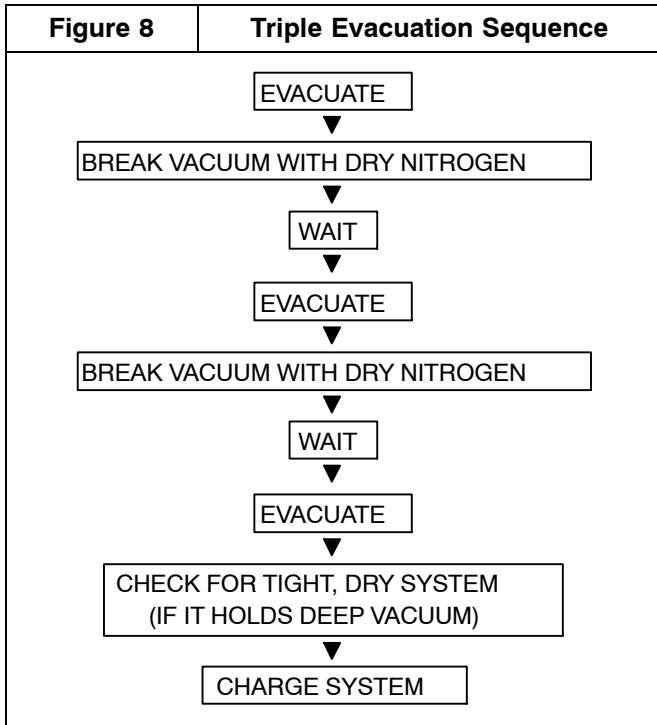 Figure 8 Triple Evacuation Sequence
EVACUATE
BREAK VACUUM WITH DRY NITROGEN
WAIT
EVACUATE
BREAK VACUUM WITH DRY NITROGEN
WAIT
EVACUATE
CHECK FOR TIGHT, DRY SYSTEM
(IF IT HOLDS DEEP VACUUM)
CHARGE SYSTEM